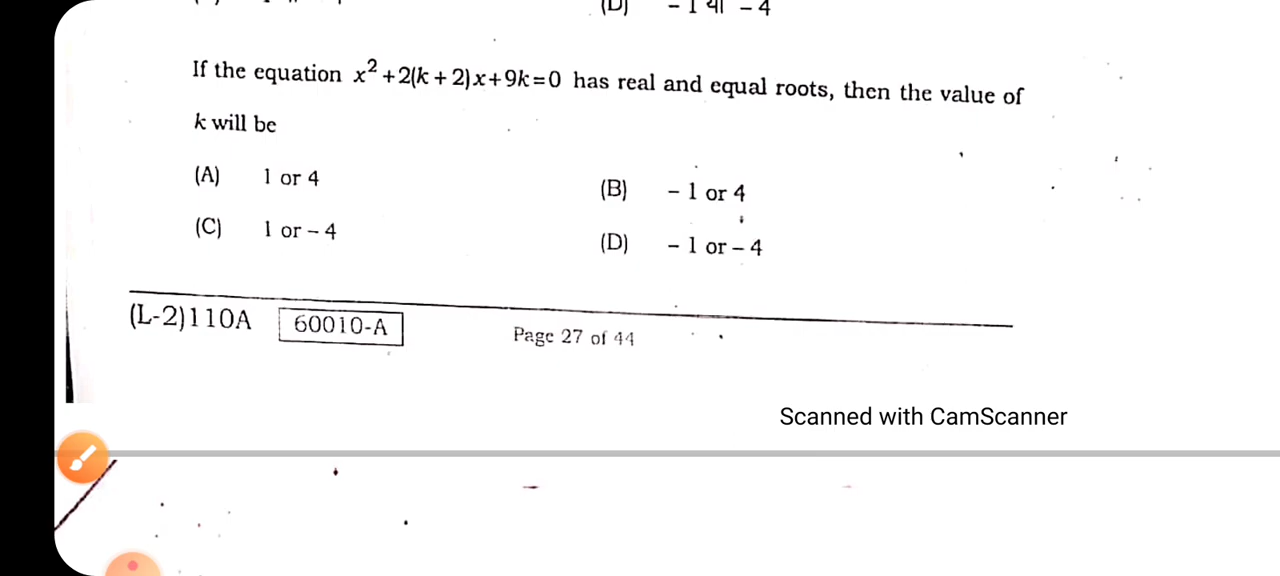 (D) – 1 या – 4
If the equation x²+2(k+2)x+9k=0 has real and equal roots, then the value of
k will be
(A) 1 or 4
(B) – 1 or 4
(C) 1 or – 4
(D) – 1 or – 4
(L-2)110A 60010-A Page 27 of 44
Scanned with CamScanner